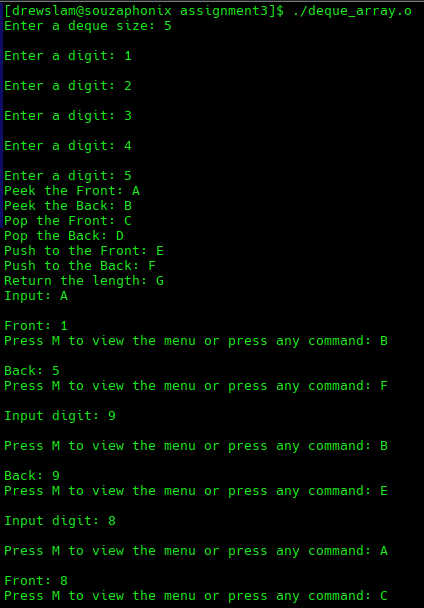 [drewslam@souzaphonix assignment3]$ ./deque_array.o
Enter a deque size: 5
Enter a digit: 1
Enter a digit: 2
Enter a digit: 3
Enter a digit: 4
Enter a digit: 5
Peek the Front: A
Peek the Back: B
Pop the Front: C
Pop the Back: D
Push to the Front: E
Push to the Back: F
Return the length: G
Input: A
Front: 1
Press M to view the menu or press any command: B
Back: 5
Press M to view the menu or press any command: F
Input digit: 9
Press M to view the menu or press any command: B
Back: 9
Press M to view the menu or press any command: E
Input digit: 8
Press M to view the menu or press any command: A
Front: 8
Press M to view the menu or press any command: C